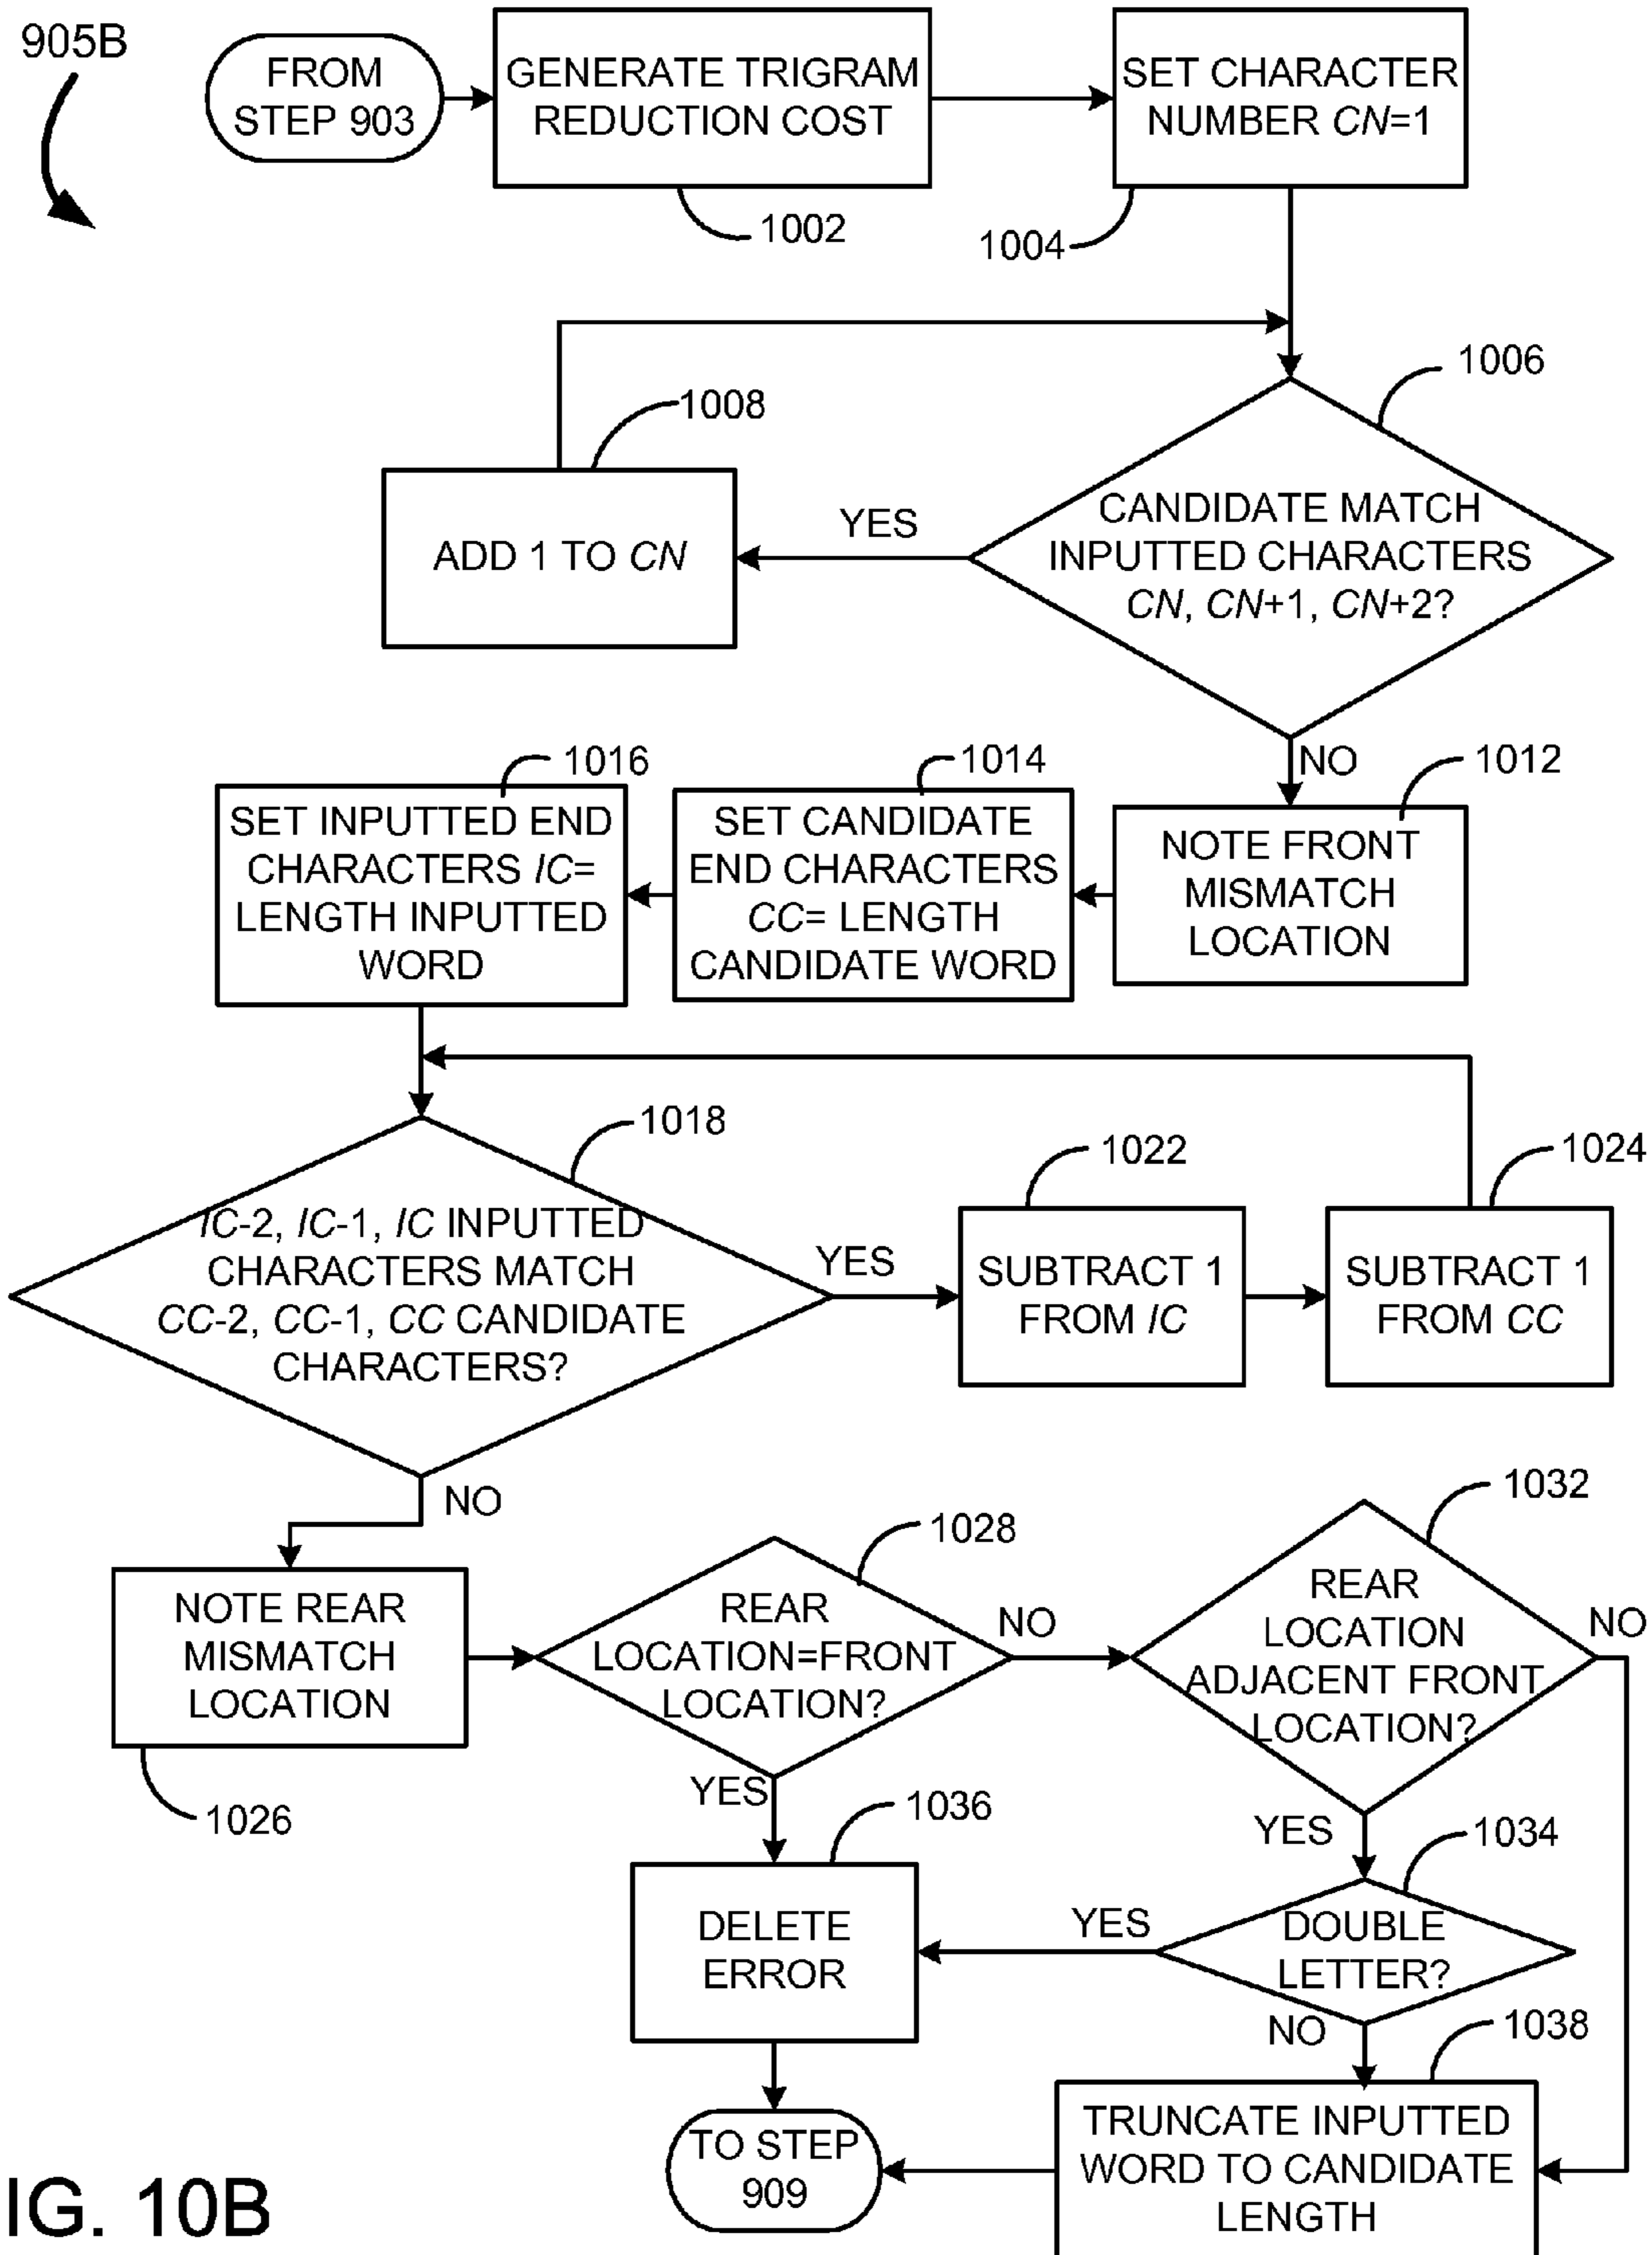 905B
FROM
STEP 903
GENERATE TRIGRAM
REDUCTION COST
SET CHARACTER
NUMBER CN=1
1002
1004
1006
1008
CANDIDATE MATCH
INPUTTED CHARACTERS
CN, CN+1, CN+2?
YES
ADD 1 TO CN
NO
1016
1014
1012
SET INPUTTED END
CHARACTERS IC=
LENGTH INPUTTED
WORD
SET CANDIDATE
END CHARACTERS
CC= LENGTH
CANDIDATE WORD
NOTE FRONT
MISMATCH
LOCATION
1018
1022
1024
IC-2, IC-1, IC INPUTTED
CHARACTERS MATCH
CC-2, CC-1, CC CANDIDATE
CHARACTERS?
YES
SUBTRACT 1
FROM IC
SUBTRACT 1
FROM CC
NO
1028
1032
NOTE REAR
MISMATCH
LOCATION
REAR
LOCATION=FRONT
LOCATION?
NO
REAR
LOCATION
ADJACENT FRONT
LOCATION?
NO
1026
YES
1036
YES
1034
DELETE
ERROR
YES
DOUBLE
LETTER?
NO
1038
TO STEP
909
TRUNCATE INPUTTED
WORD TO CANDIDATE
LENGTH
IG. 10B